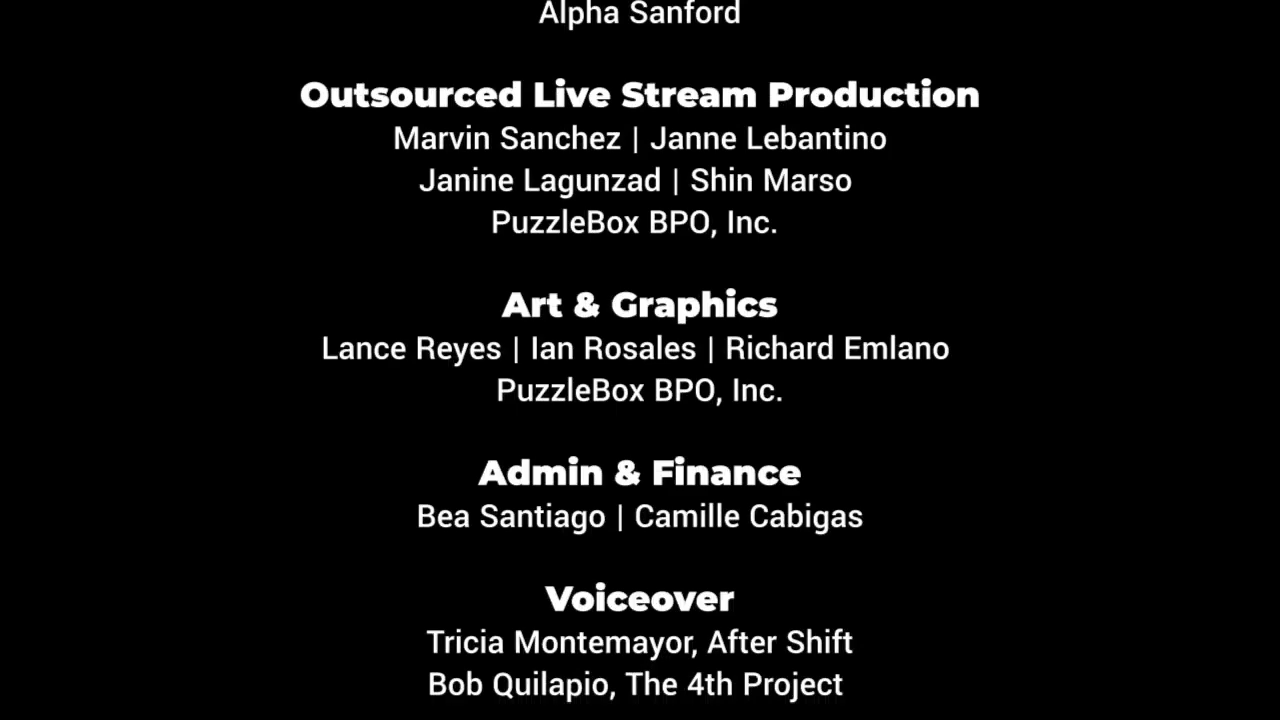 Alpha Sanford
Outsourced Live Stream Production
Marvin Sanchez | Janne Lebantino
Janine Lagunzad | Shin Marso
PuzzleBox BPO, Inc.
Art & Graphics
Lance Reyes | Ian Rosales | Richard Emlano
PuzzleBox BPO, Inc.
Admin & Finance
Bea Santiago | Camille Cabigas
Voiceover
Tricia Montemayor, After Shift
Bob Quilapio, The 4th Project